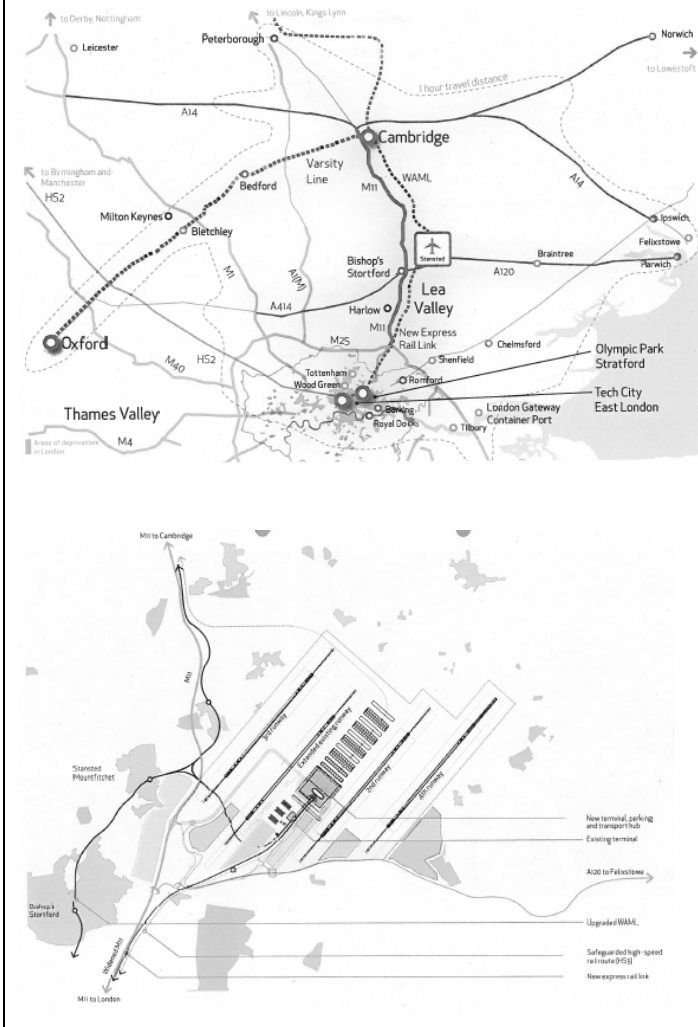 to Derby, Nottingham
to Lincoln, Kings Lynn
Leicester
Peterborough
Norwich
to Lowestoft
1 hour travel distance
A14
Cambridge
to Birmingham and
Manchester
HS2
Varsity
Line
Bedford
M11
WAML
A14
Milton Keynes
Bletchley
Ipswich
Felixstowe
Harwich
Stansted
Bishop's
Stortford
Braintree
A120
M1
A1(M)
A414
Lea
Valley
Harlow
M11
New Express
Rail Link
Oxford
M25
HS2
M40
Chelmsford
Shenfield
Olympic Park
Stratford
Tottenham
Wood Green
Romford
Tech City
East London
Thames Valley
Barking
Royal Docks
London Gateway
Container Port
Tilbury
M4
Areas of deprivation
in London
M11 to Cambridge
M11
3rd runway
Extended existing runway
2nd runway
4th runway
Stansted
Mountfitchet
New terminal, parking
and transport hub
Existing terminal
A120 to Felixstowe
Bishop's
Stortford
Upgraded WAML
Widened M11
Safeguarded high-speed
rail route (HS3)
New express rail link
M11 to London